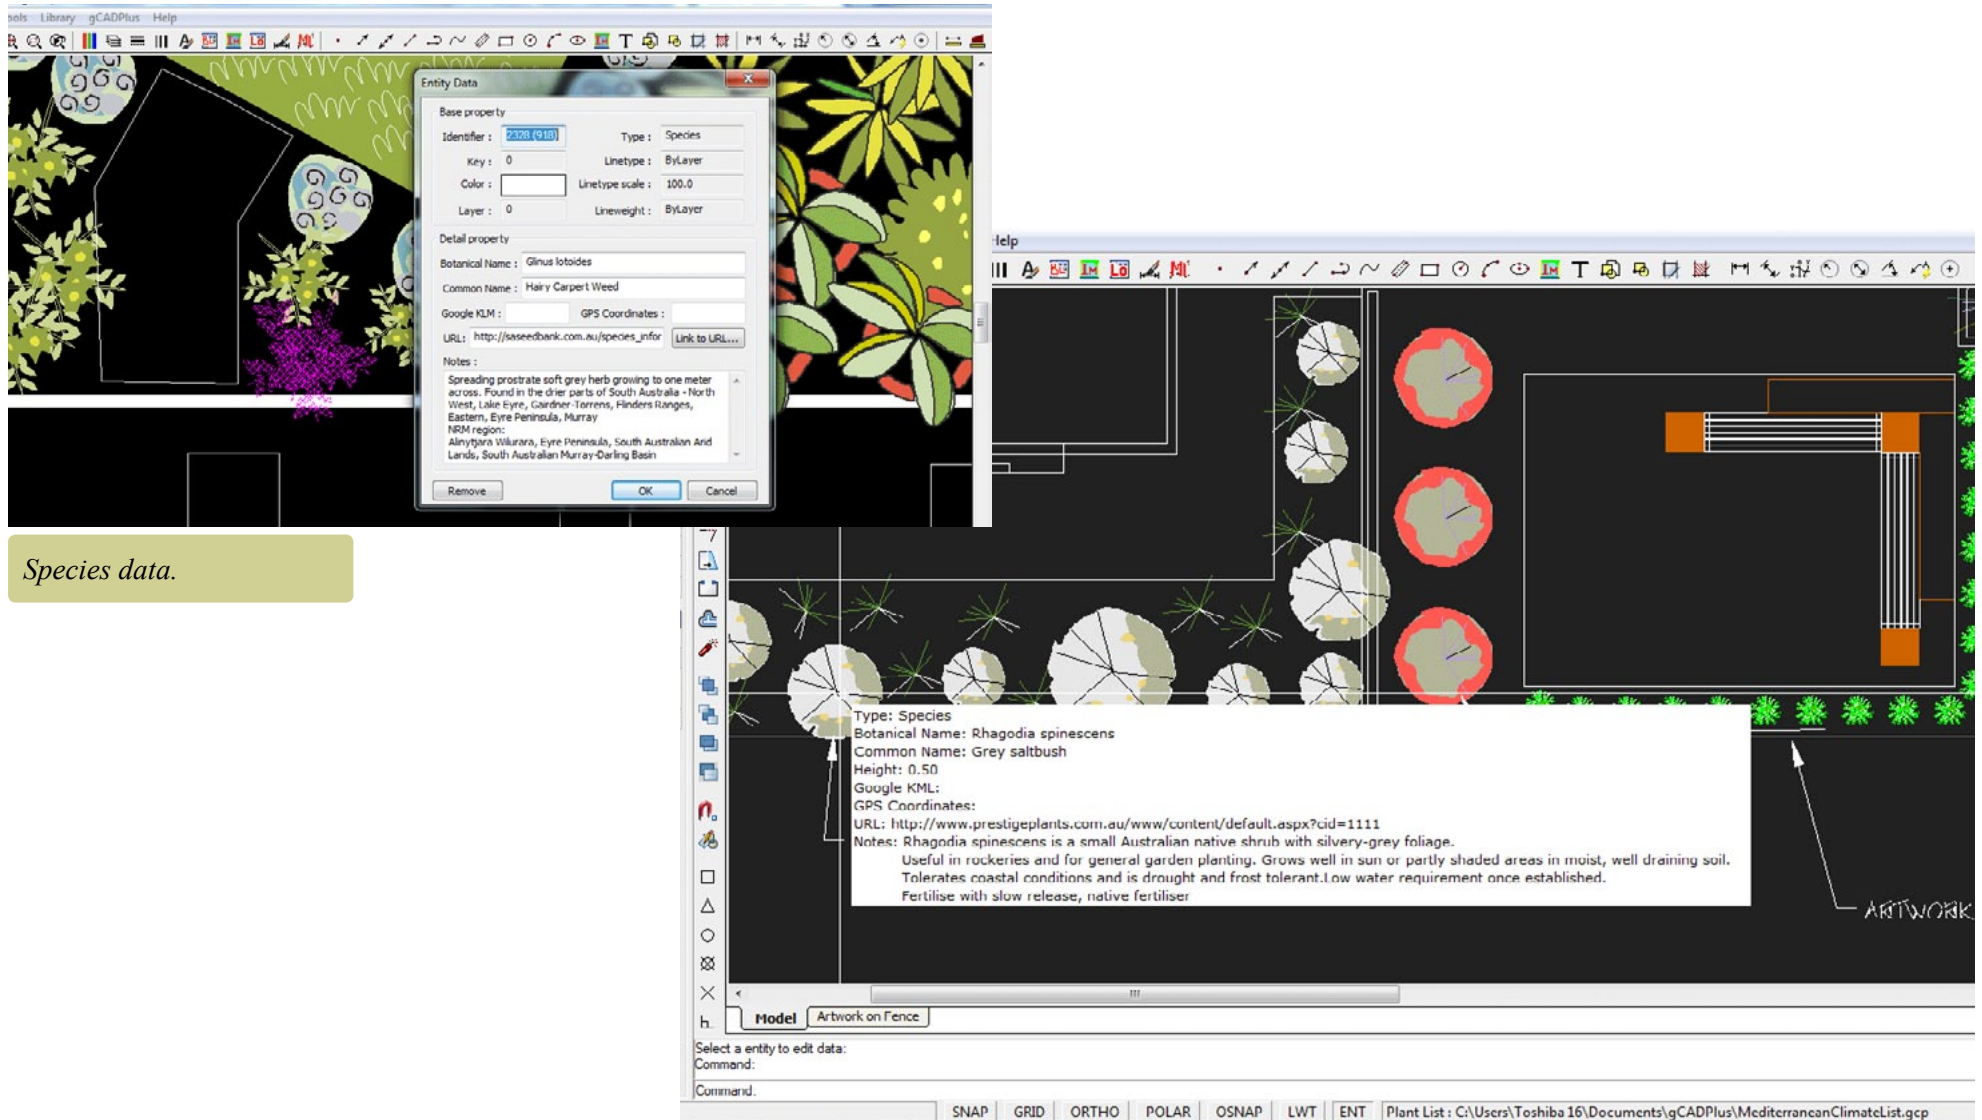 ools Library gCADPlus Help
Entity Data
Base property
Identifier : 2328 (918) Type : Species
Key : 0 Linetype : ByLayer
Color : Linetype scale : 100.0
Layer : 0 Lineweight : ByLayer
Detail property
Botanical Name : Glinus lotoides
Common Name : Hairy Carpert Weed
Google KLM : GPS Coordinates :
URL: http://saseedbank.com.au/species_infor Link to URL...
Notes :
Spreading prostrate soft grey herb growing to one meter
across. Found in the drier parts of South Australia - North
West, Lake Eyre, Gairdner-Torrens, Flinders Ranges,
Eastern, Eyre Peninsula, Murray
NRM region:
Alinytjara Wilurara, Eyre Peninsula, South Australian Arid
Lands, South Australian Murray-Darling Basin
Remove OK Cancel
Species data.
Help
Type: Species
Botanical Name: Rhagodia spinescens
Common Name: Grey saltbush
Height: 0.50
Google KML:
GPS Coordinates:
URL: http://www.prestigeplants.com.au/www/content/default.aspx?cid=1111
Notes: Rhagodia spinescens is a small Australian native shrub with silvery-grey foliage.
Useful in rockeries and for general garden planting. Grows well in sun or partly shaded areas in moist, well draining soil.
Tolerates coastal conditions and is drought and frost tolerant.Low water requirement once established.
Fertilise with slow release, native fertiliser
ARTWORK
Model Artwork on Fence
Select a entity to edit data:
Command:
Command:
SNAP GRID ORTHO POLAR OSNAP LWT ENT Plant List : C:\Users\Toshiba 16\Documents\gCADPlus\MediterraneanClimateList.gcp